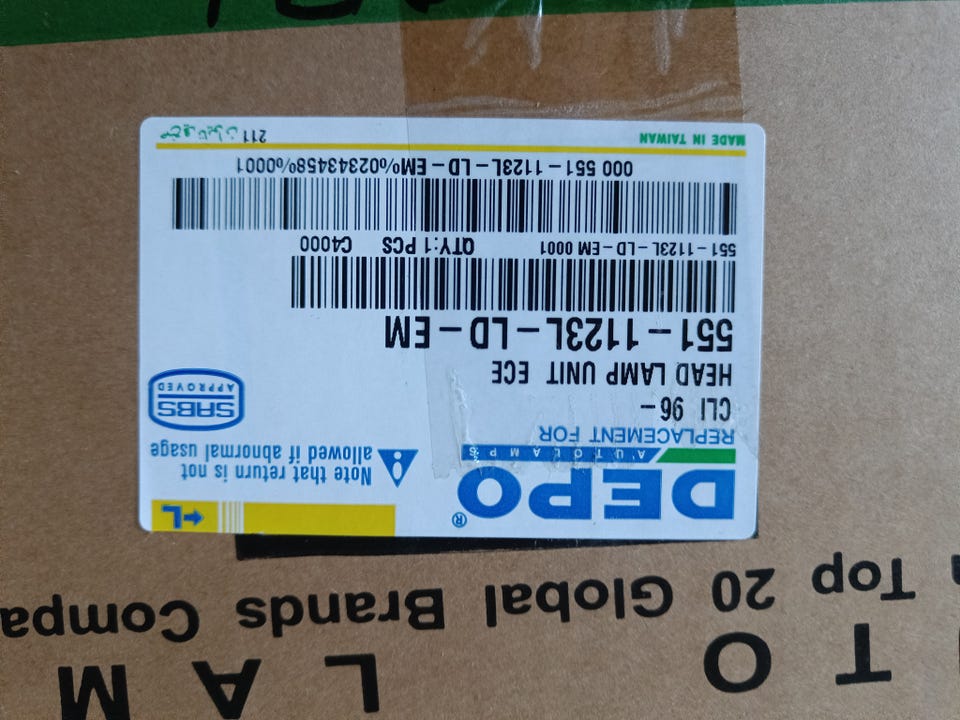 T O L A M
Top 20 Global Brands Compa
DEPO®
AUTOLAMPS
←L
Note that return is not
allowed if abnormal usage
REPLACEMENT FOR
CLI 96-
HEAD LAMP UNIT ECE
SABS
APPROVED
551-1123L-LD-EM
551-1123L-LD-EM 0001 QTY:1 PCS C4000
000 551-1123L-LD-EM%02343458%0001
MADE IN TAIWAN 211